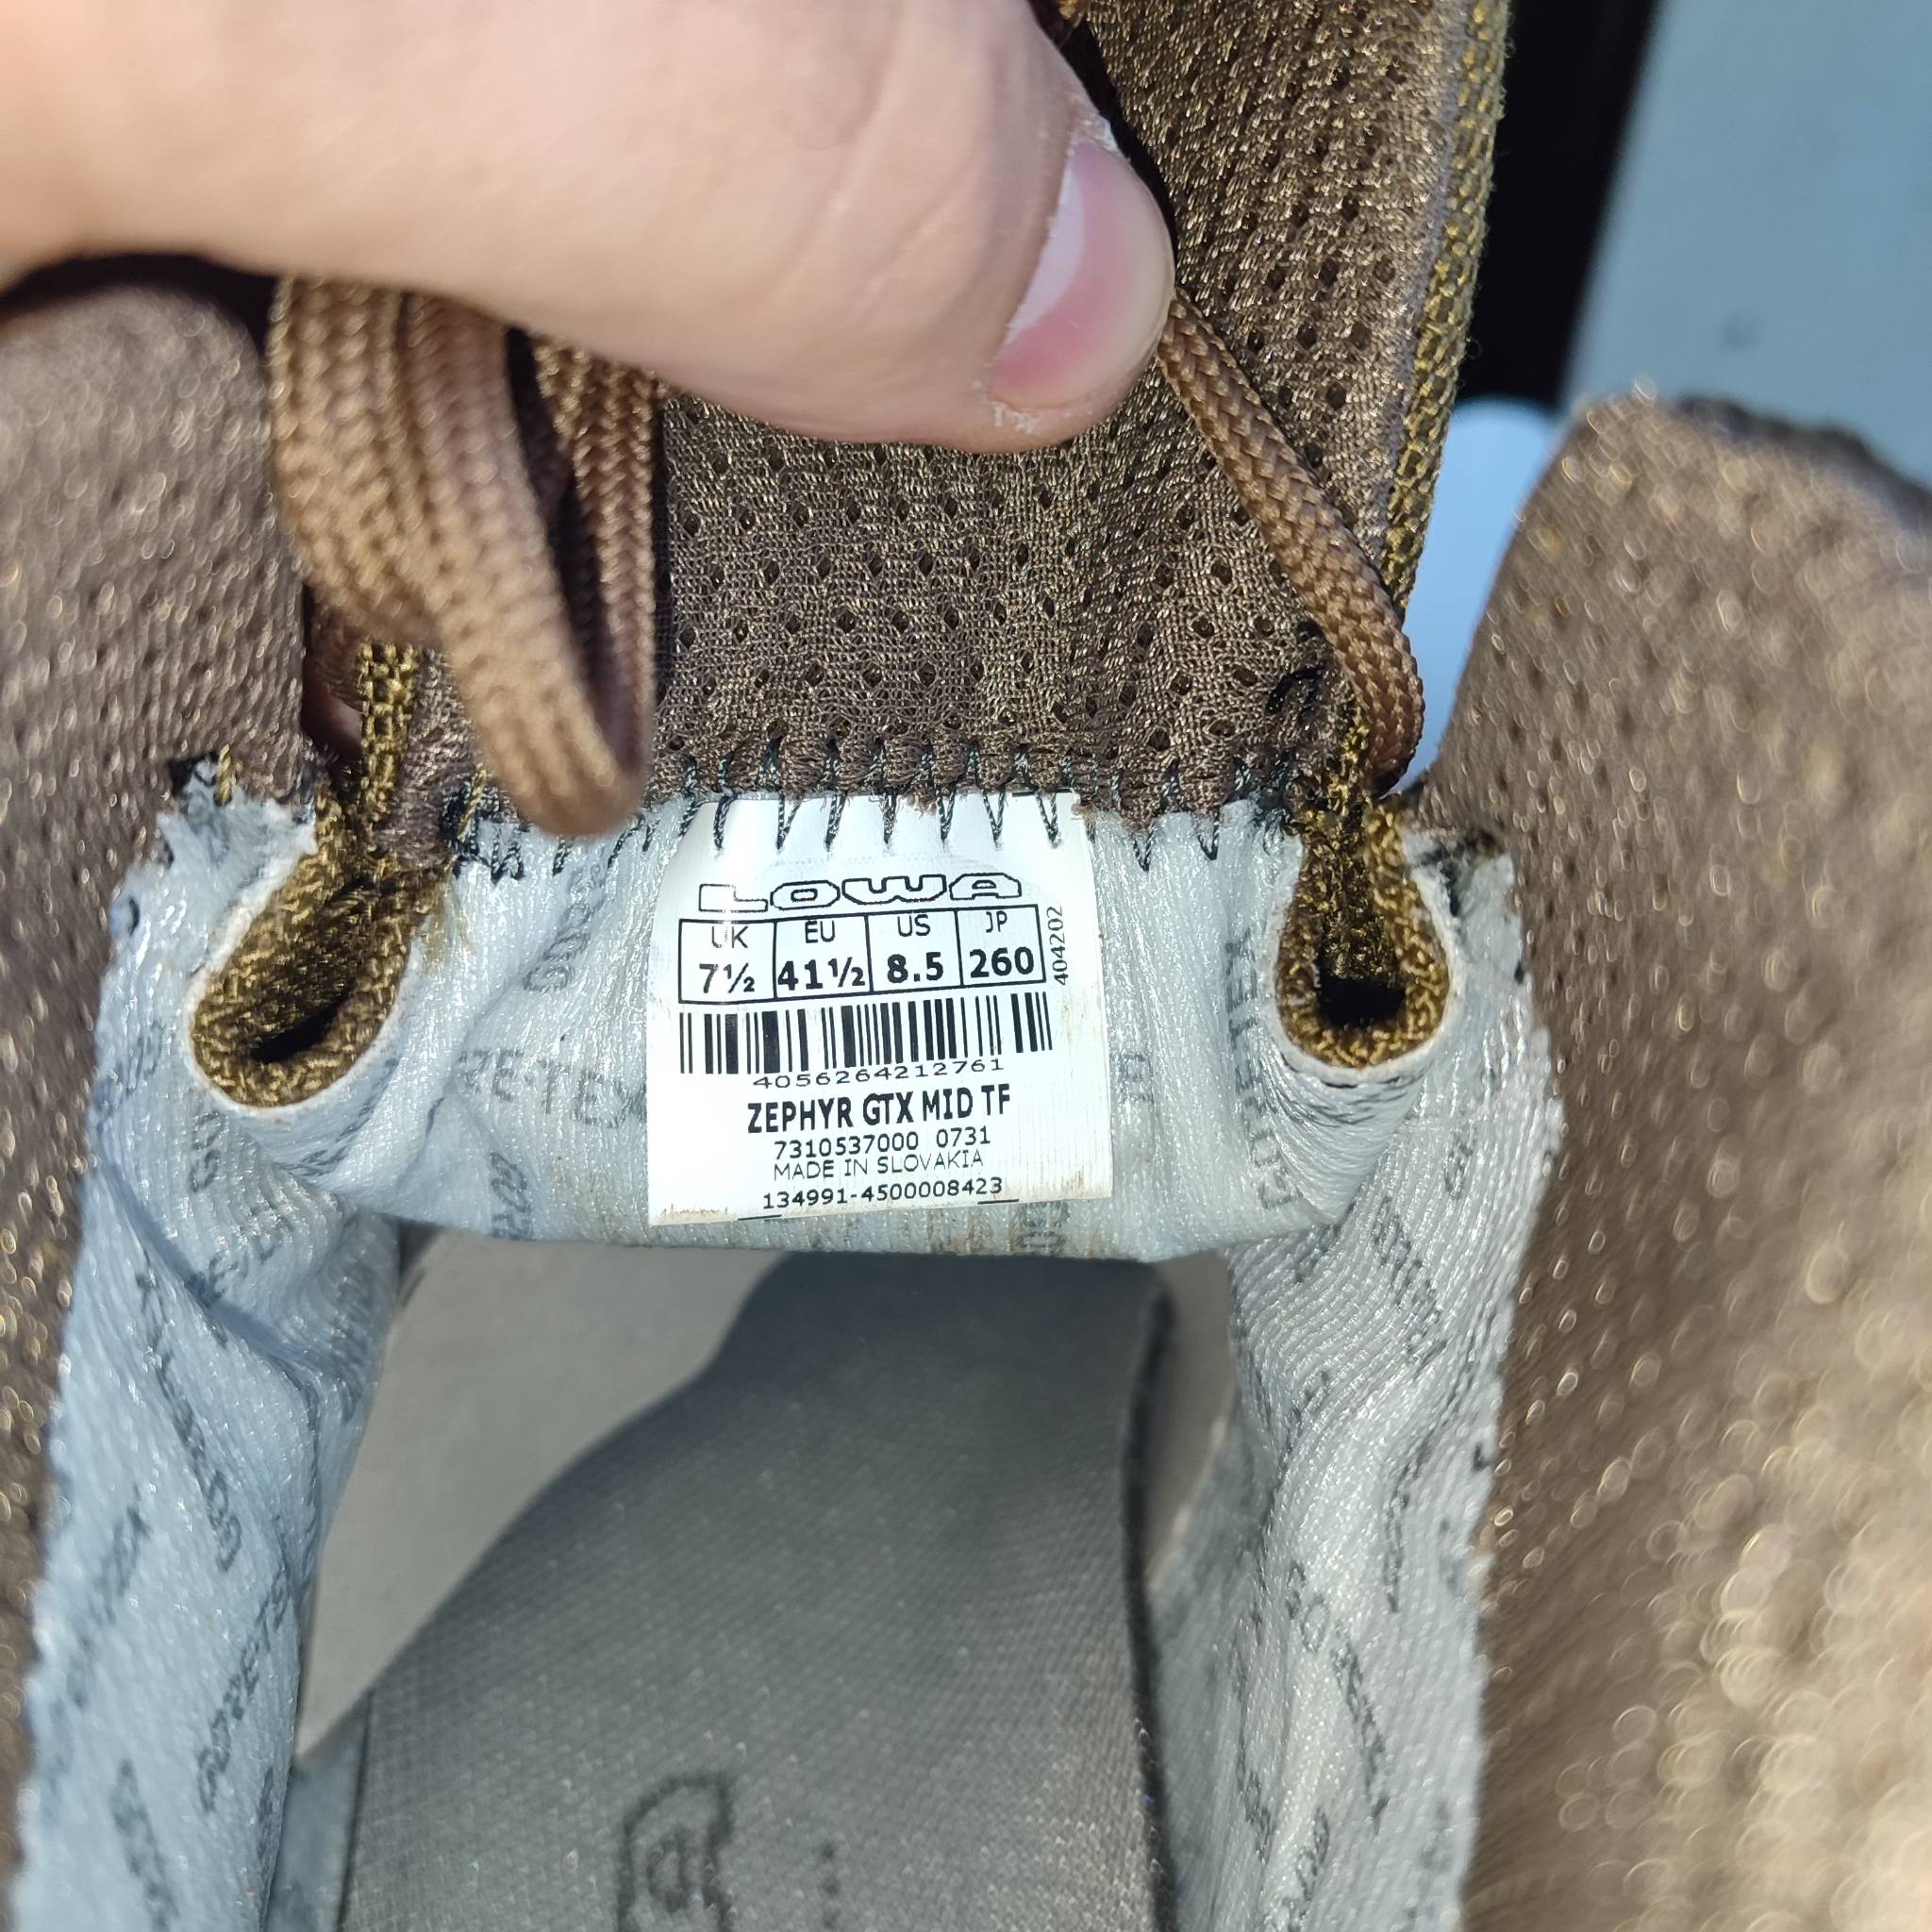 LOWA
UK EU US JP
7½ 41½ 8.5 260
404202
4056264212761
ZEPHYR GTX MID TF
7310537000 0731
MADE IN SLOVAKIA
134991-4500008423
GORE-TEX